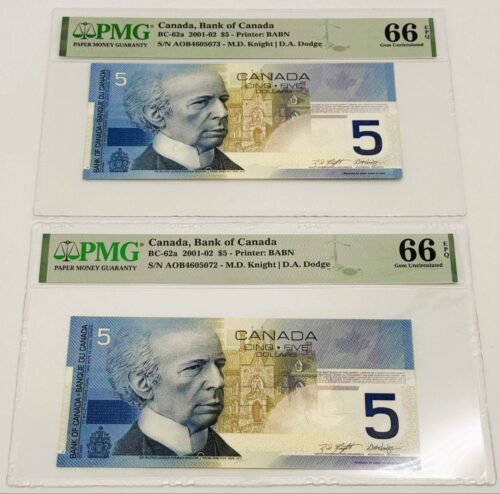 PMG
PAPER MONEY GUARANTY
Canada, Bank of Canada
BC-62a 2001-02 $5 - Printer: BABN
S/N AOB4605073 - M.D. Knight | D.A. Dodge
66 EPQ
Gem Uncirculated
5
CANADA
CINQ · FIVE
DOLLARS
BANK OF CANADA · BANQUE DU CANADA
5
PMG
PAPER MONEY GUARANTY
Canada, Bank of Canada
BC-62a 2001-02 $5 - Printer: BABN
S/N AOB4605072 - M.D. Knight | D.A. Dodge
66 EPQ
Gem Uncirculated
5
CANADA
CINQ · FIVE
DOLLARS
BANK OF CANADA · BANQUE DU CANADA
5